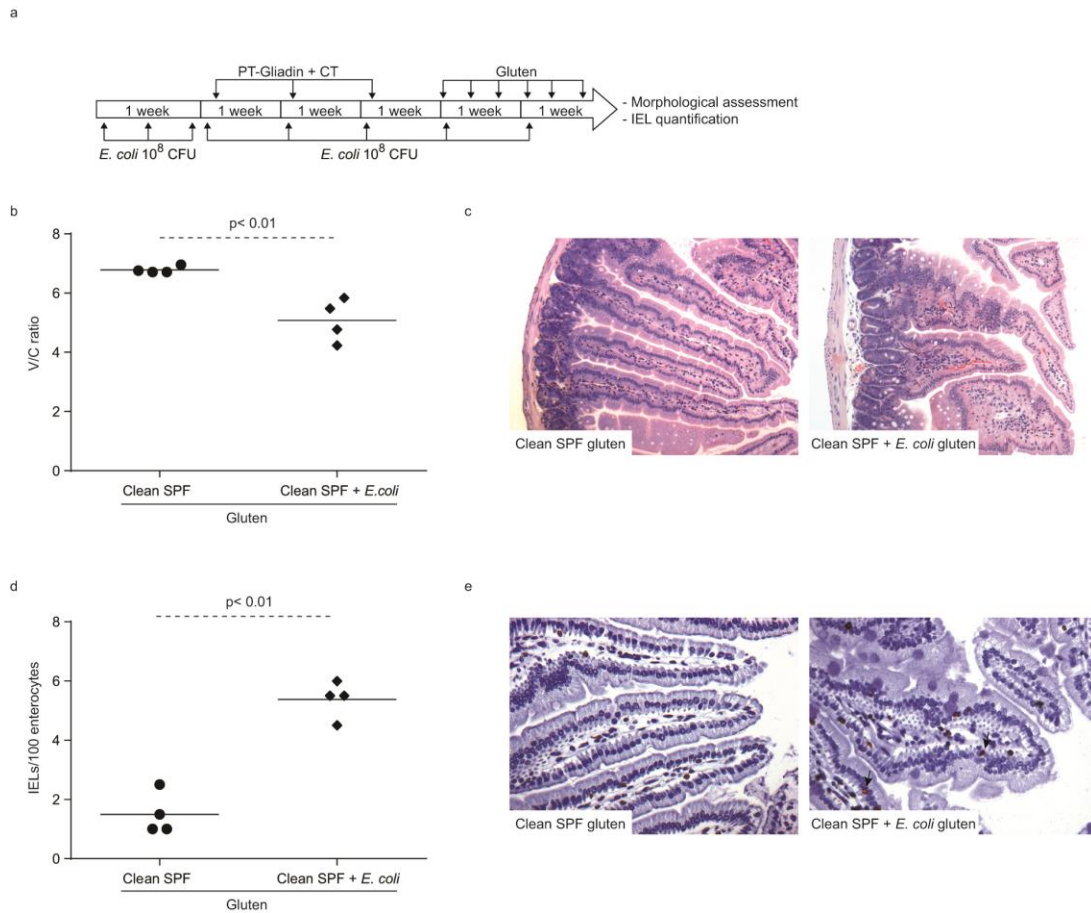 a
PT-Gliadin + CT
Gluten
1 week 1 week 1 week 1 week 1 week 1 week
- Morphological assessment
- IEL quantification
E. coli 10⁸ CFU
E. coli 10⁸ CFU
b
p< 0.01
8
6
4
2
0
V/C ratio
Clean SPF
Clean SPF + E.coli
Gluten
c
Clean SPF gluten
Clean SPF + E. coli gluten
d
p< 0.01
8
6
4
2
0
IELs/100 enterocytes
Clean SPF
Clean SPF + E. coli
Gluten
e
Clean SPF gluten
Clean SPF + E. coli gluten